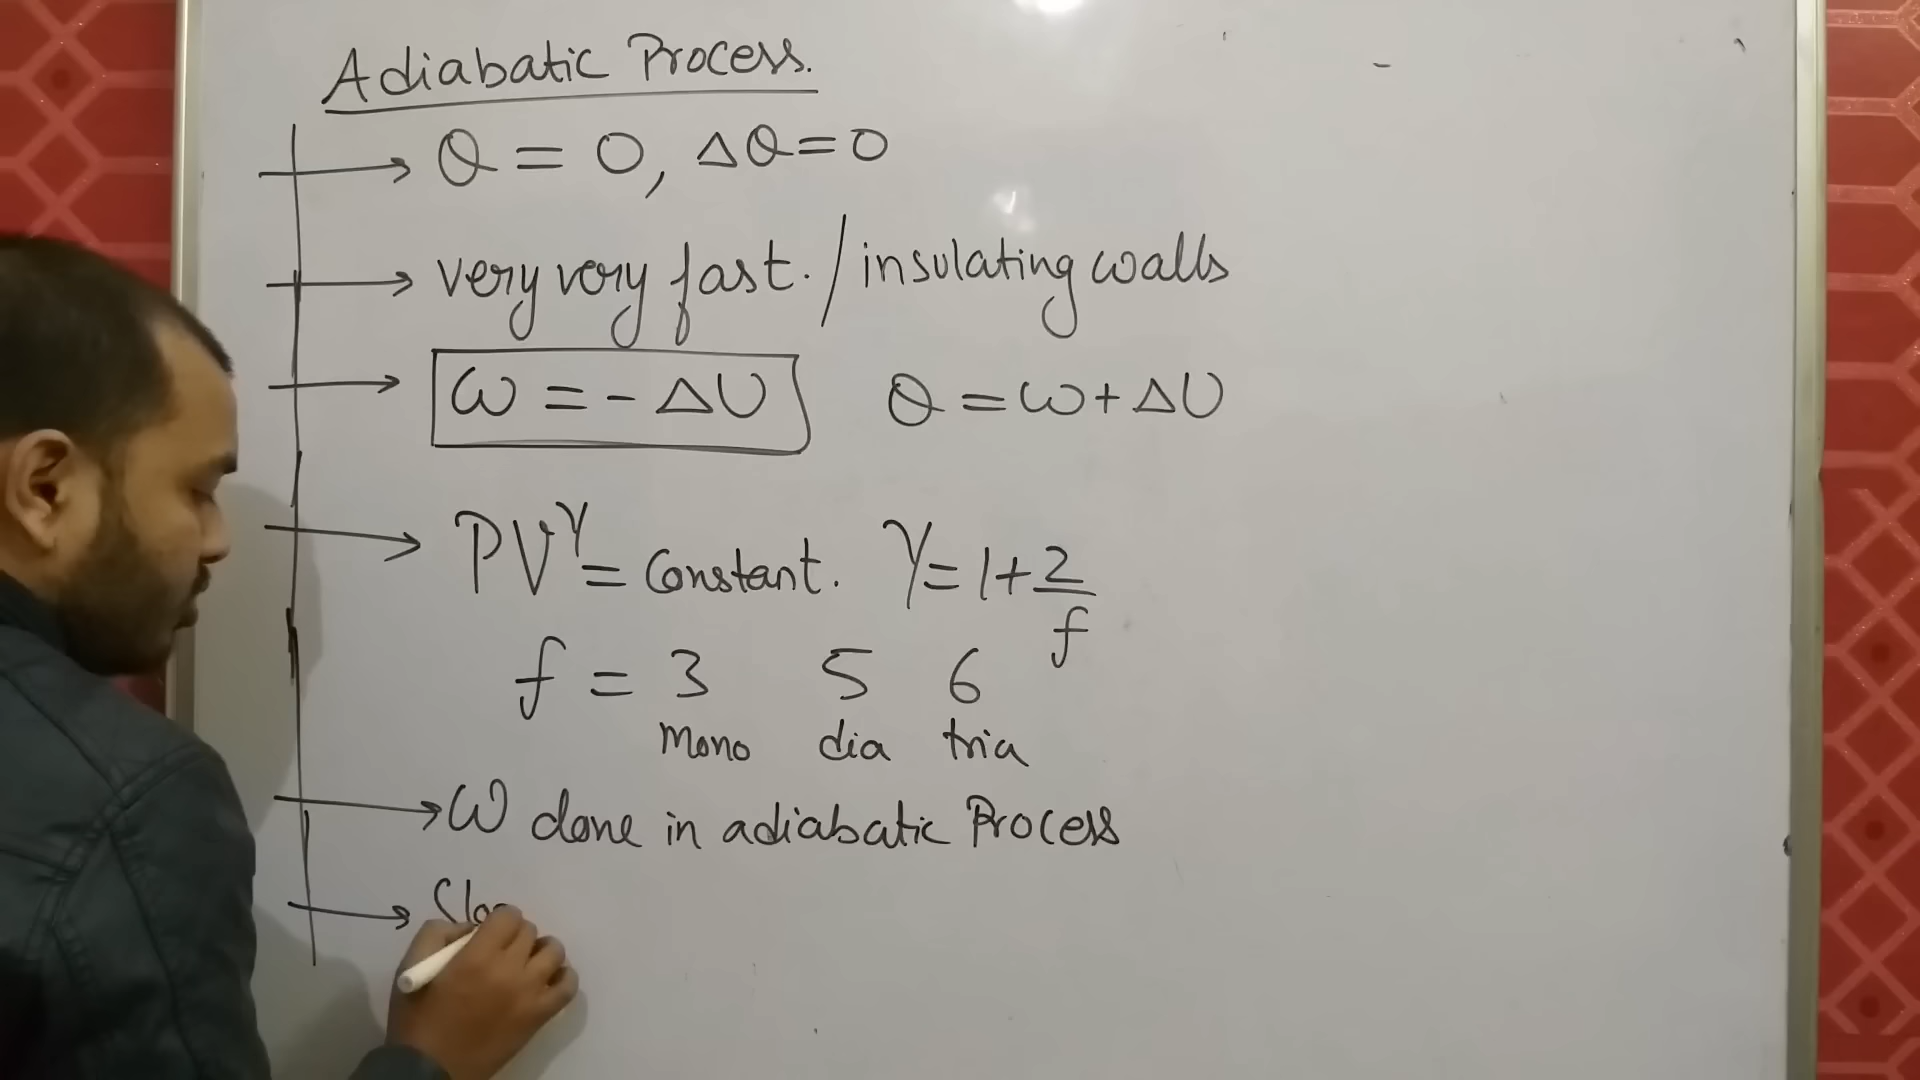 Adiabatic Process.
Q = 0, ΔQ=0
very very fast. / insulating walls
W = - ΔU   Q = W + ΔU
PV^γ = Constant.   γ = 1 + 2/f
f = 3   5   6
mono   dia   tria
W done in adiabatic Process